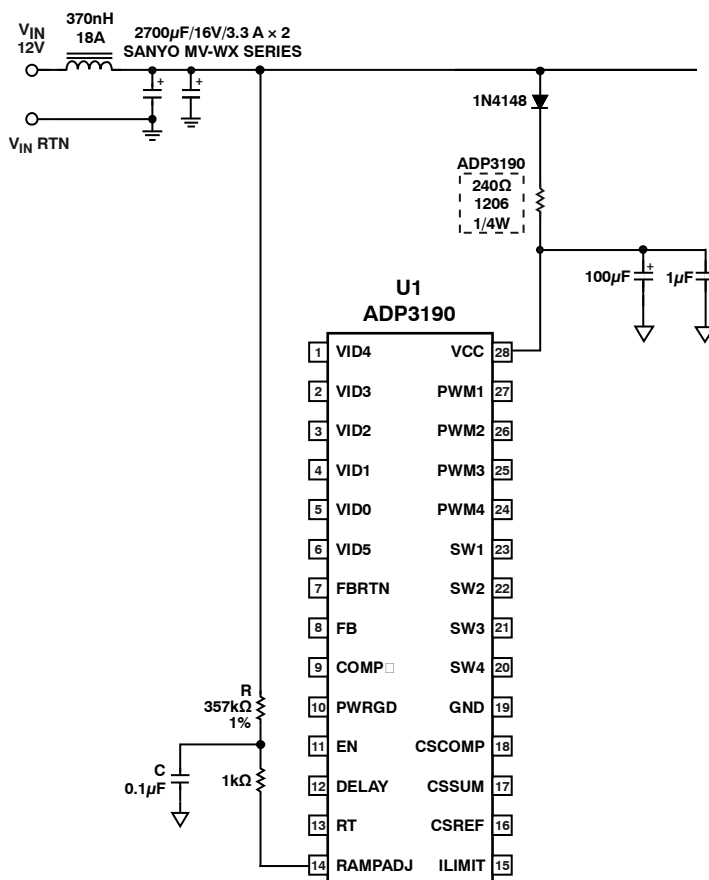 370nH
18A
VIN
12V
2700µF/16V/3.3 A × 2
SANYO MV-WX SERIES
+
+
VIN RTN
1N4148
ADP3190
240Ω
1206
1/4W
100µF
+
1µF
U1
ADP3190
1 VID4 VCC 28
2 VID3 PWM1 27
3 VID2 PWM2 26
4 VID1 PWM3 25
5 VID0 PWM4 24
6 VID5 SW1 23
7 FBRTN SW2 22
8 FB SW3 21
9 COMP□ SW4 20
10 PWRGD GND 19
11 EN CSCOMP 18
12 DELAY CSSUM 17
13 RT CSREF 16
14 RAMPADJ ILIMIT 15
R
357kΩ
1%
C
0.1µF
1kΩ